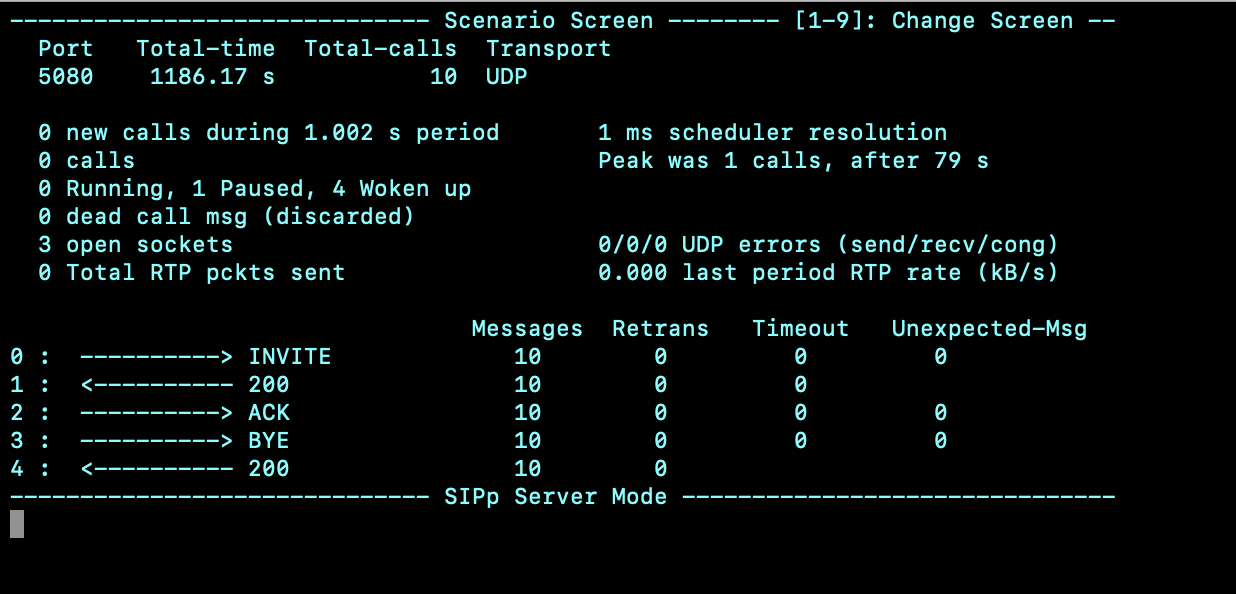 ------------------------------ Scenario Screen -------- [1-9]: Change Screen --
  Port   Total-time  Total-calls  Transport
  5080    1186.17 s           10  UDP

  0 new calls during 1.002 s period       1 ms scheduler resolution
  0 calls                                 Peak was 1 calls, after 79 s
  0 Running, 1 Paused, 4 Woken up
  0 dead call msg (discarded)
  3 open sockets                          0/0/0 UDP errors (send/recv/cong)
  0 Total RTP pckts sent                  0.000 last period RTP rate (kB/s)

                                 Messages  Retrans   Timeout   Unexpected-Msg
0 :  ----------> INVITE             10        0         0         0
1 :  <---------- 200                10        0         0
2 :  ----------> ACK                10        0         0         0
3 :  ----------> BYE                10        0         0         0
4 :  <---------- 200                10        0
------------------------------ SIPp Server Mode -------------------------------